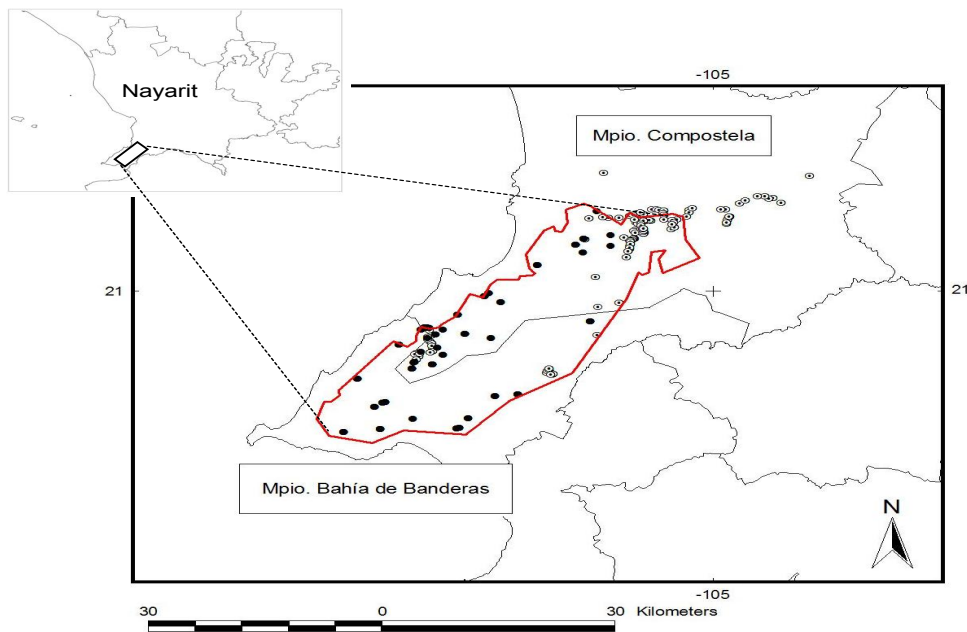 Nayarit
-105
Mpio. Compostela
21
21
Mpio. Bahía de Banderas
N
-105
30 0 30 Kilometers